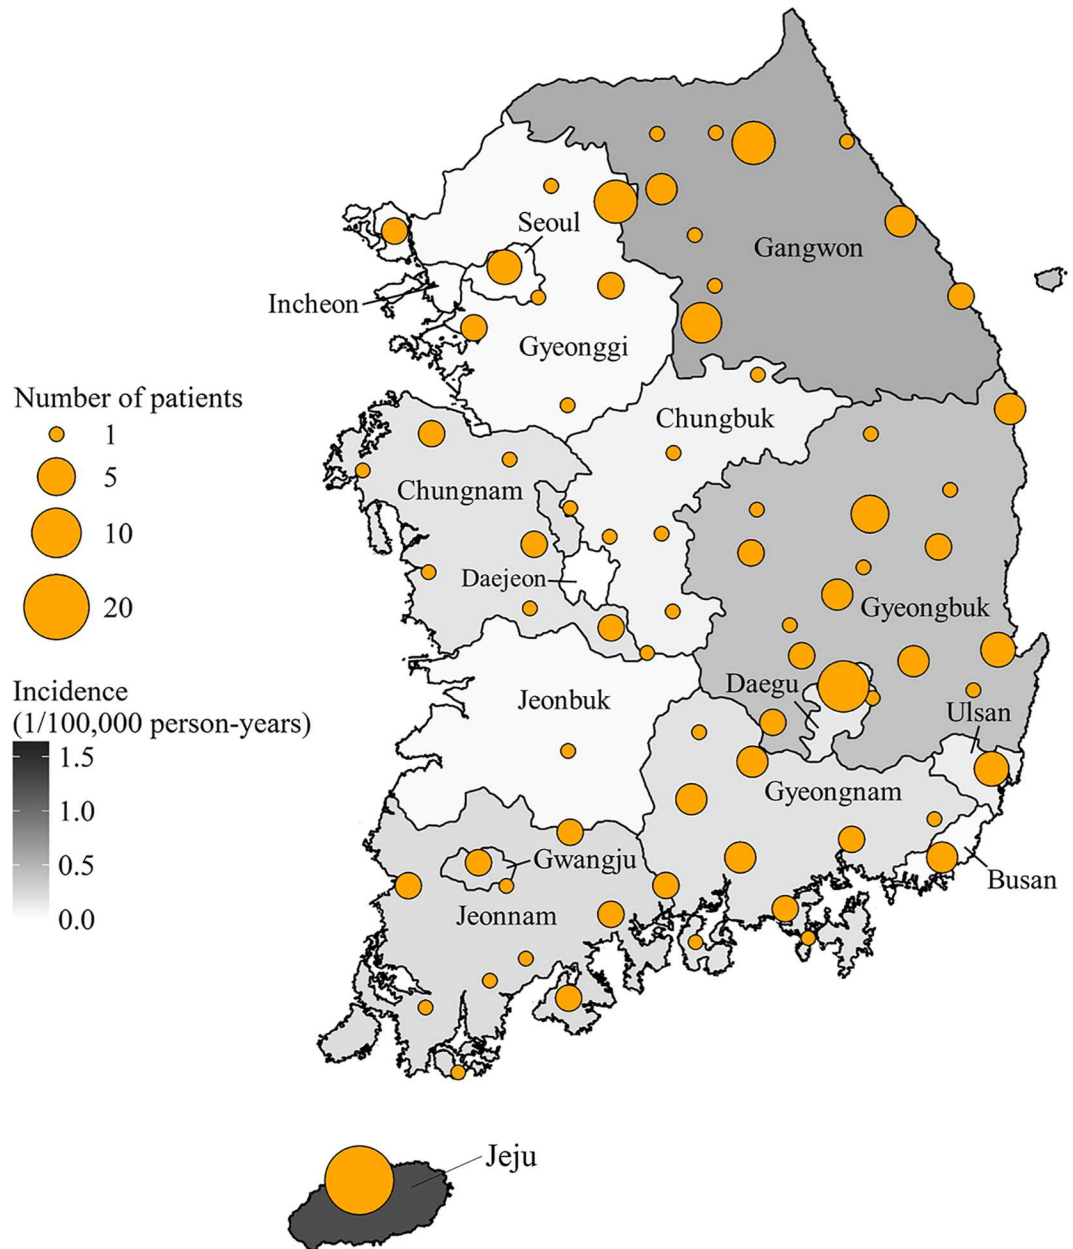 Seoul
Gangwon
Incheon
Gyeonggi
Number of patients
1
5
10
20
Chungbuk
Chungnam
Daejeon
Gyeongbuk
Incidence
(1/100,000 person-years)
1.5
1.0
0.5
0.0
Daegu
Jeonbuk
Ulsan
Gyeongnam
Gwangju
Busan
Jeonnam
Jeju